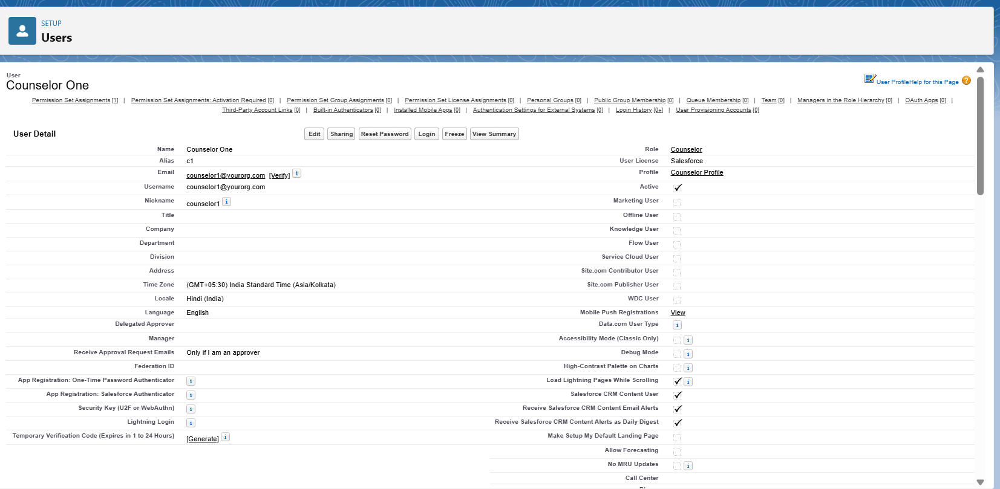 SETUP
Users
User
Counselor One
User Profile Help for this Page ?
Permission Set Assignments [1] | Permission Set Assignments: Activation Required [0] | Permission Set Group Assignments [0] | Permission Set License Assignments [0] | Personal Groups [0] | Public Group Membership [0] | Queue Membership [0] | Team [0] | Managers in the Role Hierarchy [0] | OAuth Apps [0] |
Third-Party Account Links [0] | Built-in Authenticators [0] | Installed Mobile Apps [0] | Authentication Settings for External Systems [0] | Login History [0+] | User Provisioning Accounts [0]
User Detail Edit Sharing Reset Password Login Freeze View Summary
Name Counselor One Role Counselor
Alias c1 User License Salesforce
Email counselor1@yourorg.com [Verify] i Profile Counselor Profile
Username counselor1@yourorg.com Active
Nickname counselor1 i Marketing User
Title Offline User
Company Knowledge User
Department Flow User
Division Service Cloud User
Address Site.com Contributor User
Time Zone (GMT+05:30) India Standard Time (Asia/Kolkata) Site.com Publisher User
Locale Hindi (India) WDC User
Language English Mobile Push Registrations View
Delegated Approver Data.com User Type i
Manager Accessibility Mode (Classic Only) i
Receive Approval Request Emails Only if I am an approver Debug Mode i
Federation ID High-Contrast Palette on Charts i
App Registration: One-Time Password Authenticator i Load Lightning Pages While Scrolling i
App Registration: Salesforce Authenticator i Salesforce CRM Content User
Security Key (U2F or WebAuthn) i Receive Salesforce CRM Content Email Alerts
Lightning Login i Receive Salesforce CRM Content Alerts as Daily Digest
Temporary Verification Code (Expires in 1 to 24 Hours) [Generate] i Make Setup My Default Landing Page
Allow Forecasting
No MRU Updates i
Call Center